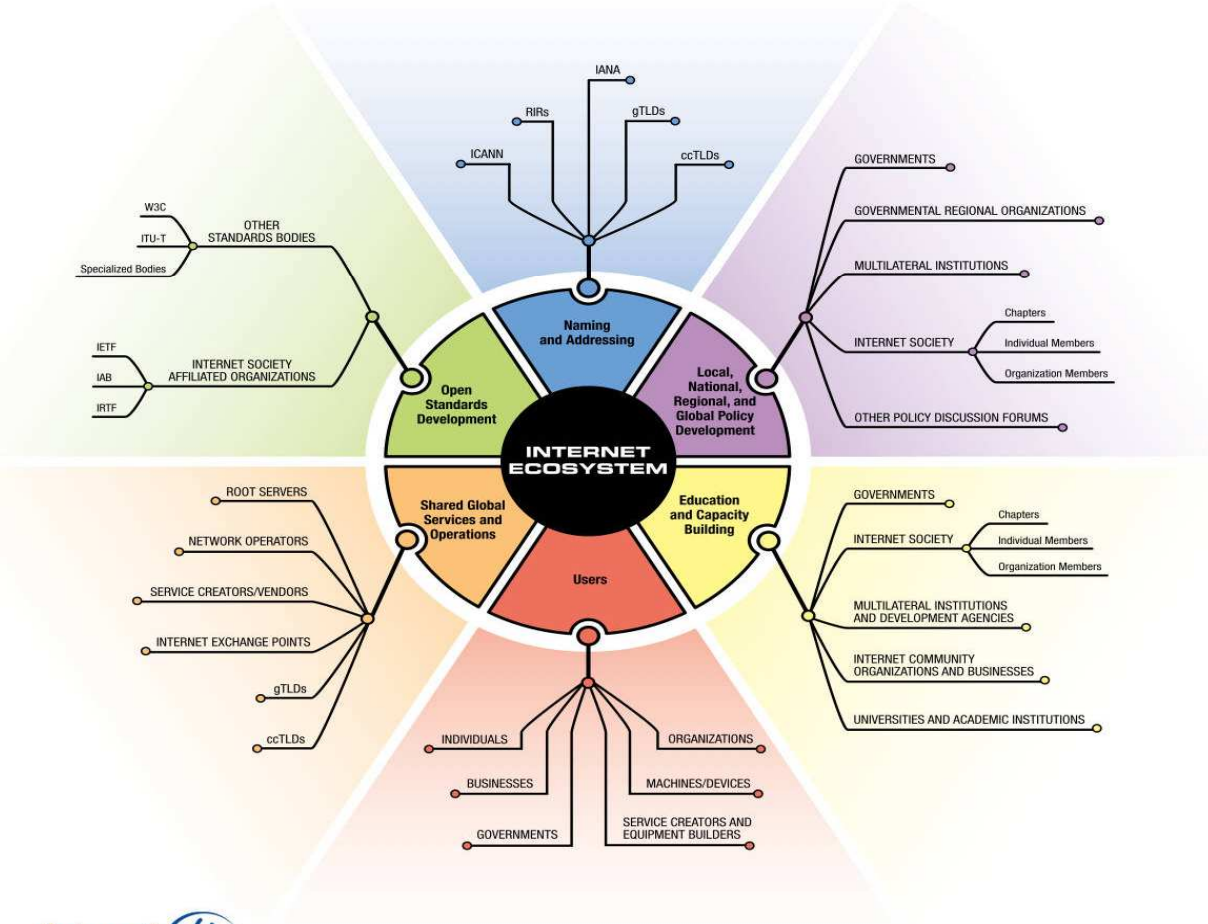 IANA
RIRs
gTLDs
ICANN
ccTLDs
GOVERNMENTS
GOVERNMENTAL REGIONAL ORGANIZATIONS
MULTILATERAL INSTITUTIONS
INTERNET SOCIETY
Chapters
Individual Members
Organization Members
OTHER POLICY DISCUSSION FORUMS
W3C
ITU-T
Specialized Bodies
OTHER
STANDARDS BODIES
IETF
IAB
IRTF
INTERNET SOCIETY
AFFILIATED ORGANIZATIONS
Naming
and Addressing
Open
Standards
Development
Local,
National,
Regional, and
Global Policy
Development
INTERNET
ECOSYSTEM
Shared Global
Services and
Operations
Education
and Capacity
Building
Users
ROOT SERVERS
NETWORK OPERATORS
SERVICE CREATORS/VENDORS
INTERNET EXCHANGE POINTS
gTLDs
ccTLDs
GOVERNMENTS
INTERNET SOCIETY
Chapters
Individual Members
Organization Members
MULTILATERAL INSTITUTIONS
AND DEVELOPMENT AGENCIES
INTERNET COMMUNITY
ORGANIZATIONS AND BUSINESSES
UNIVERSITIES AND ACADEMIC INSTITUTIONS
INDIVIDUALS
BUSINESSES
GOVERNMENTS
ORGANIZATIONS
MACHINES/DEVICES
SERVICE CREATORS AND
EQUIPMENT BUILDERS